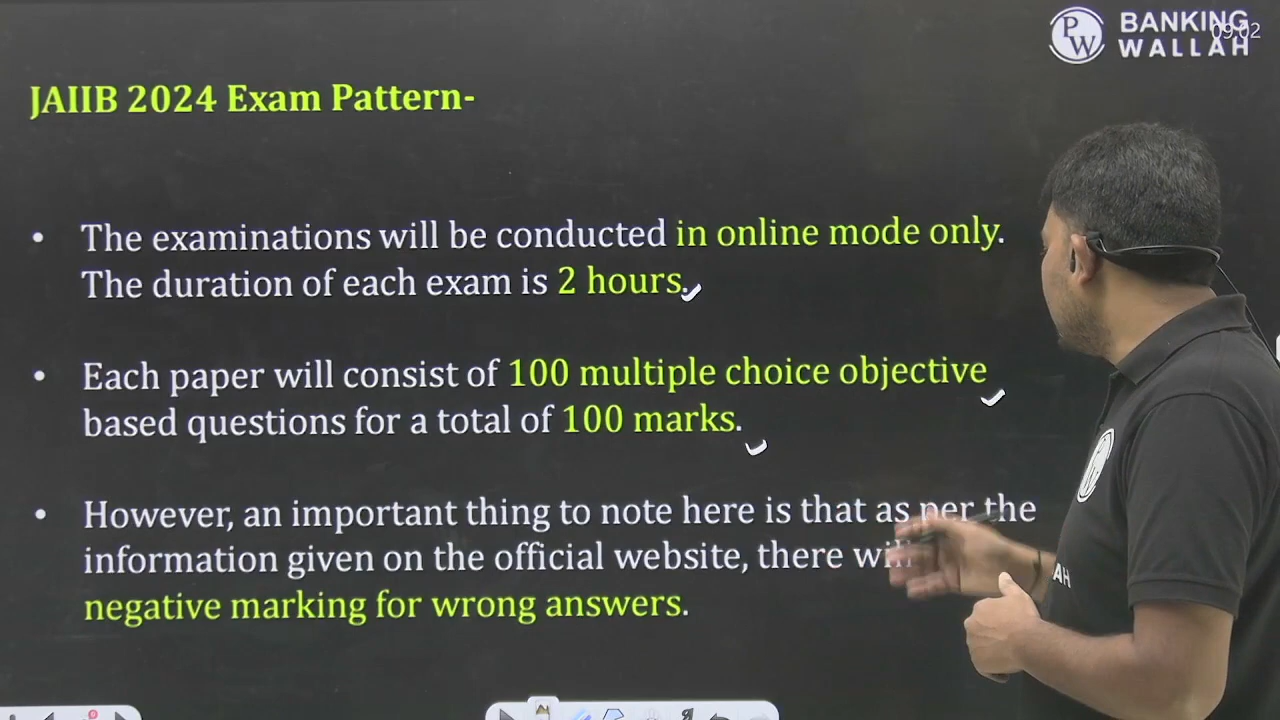 PW
BANKING
WALLAH
09:02
JAIIB 2024 Exam Pattern-
• The examinations will be conducted in online mode only.
The duration of each exam is 2 hours.
• Each paper will consist of 100 multiple choice objective
based questions for a total of 100 marks.
• However, an important thing to note here is that as per the
information given on the official website, there will
negative marking for wrong answers.
AH